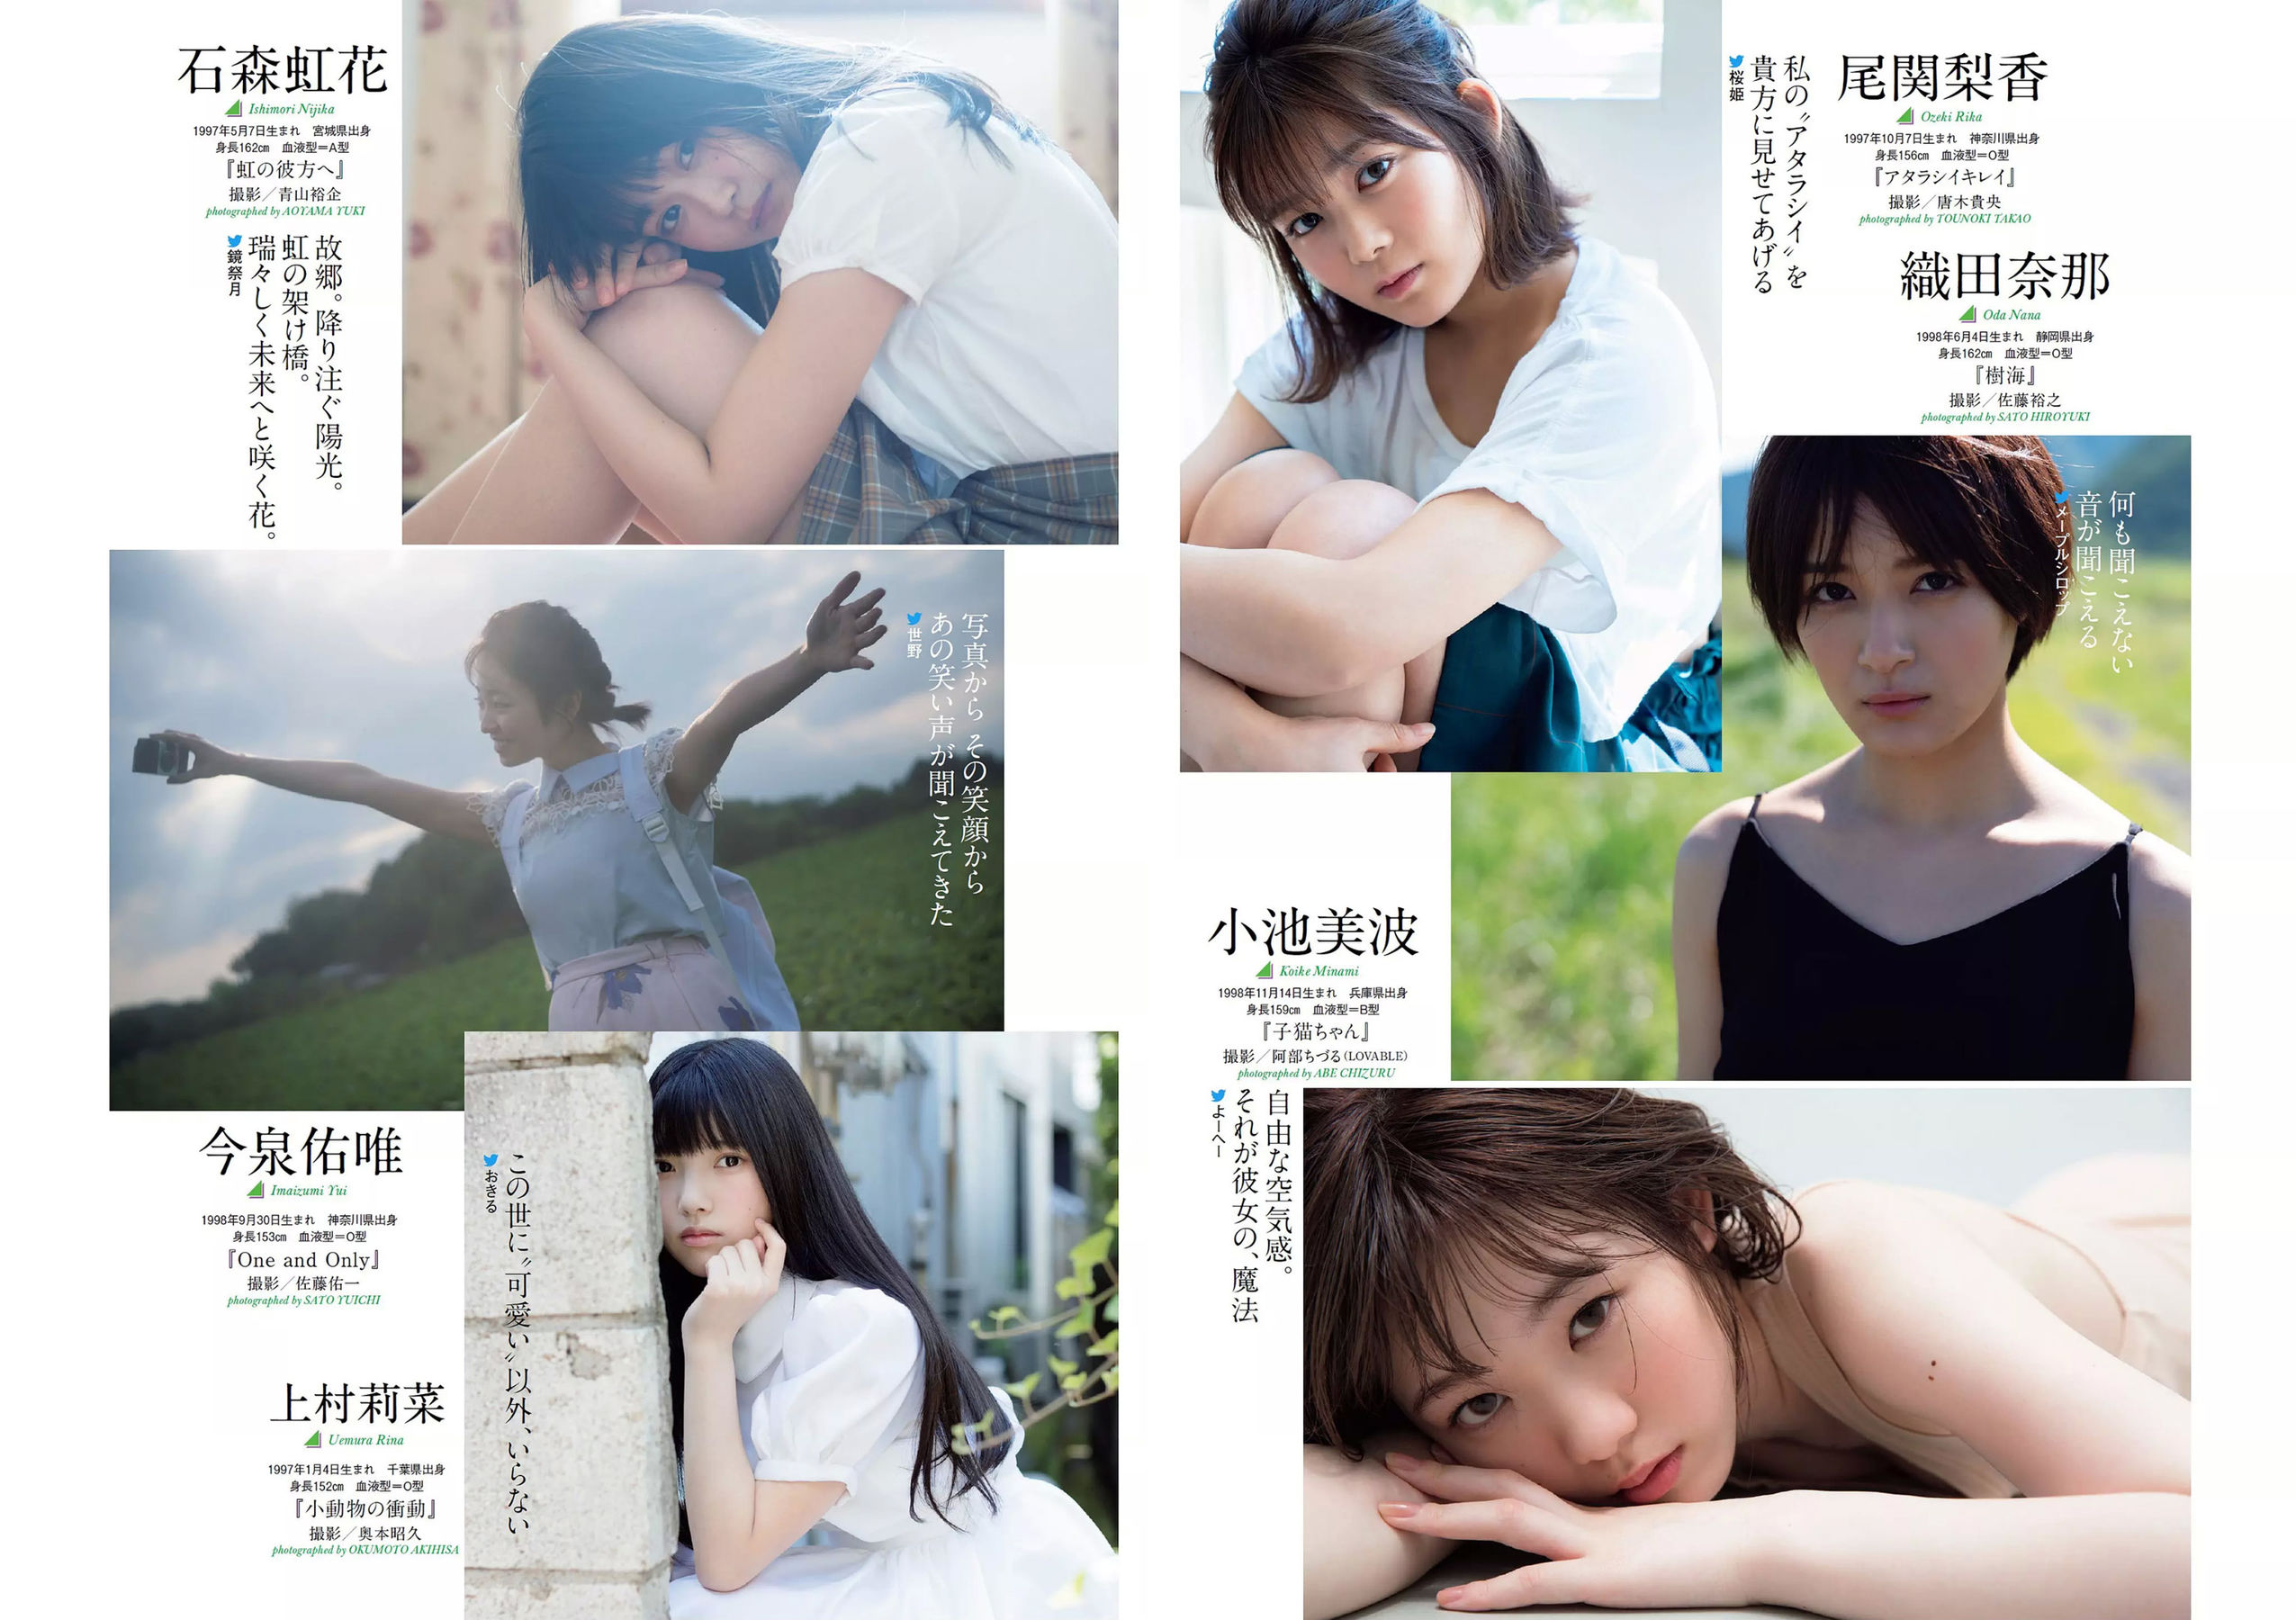 石森虹花
Ishimori Nijika
1997年5月7日生まれ　宮城県出身
身長162㎝　血液型＝A型
『虹の彼方へ』
撮影／青山裕企
photographed by AOYAMA YUKI
故郷。降り注ぐ陽光。
虹の架け橋。
瑞々しく未来へと咲く花。
鏡祭月
写真から その笑顔から
あの笑い声が聞こえてきた
世野
今泉佑唯
Imaizumi Yui
1998年9月30日生まれ　神奈川県出身
身長153㎝　血液型＝O型
『One and Only』
撮影／佐藤佑一
photographed by SATO YUICHI
上村莉菜
Uemura Rina
1997年1月4日生まれ　千葉県出身
身長152㎝　血液型＝O型
『小動物の衝動』
撮影／奥本昭久
photographed by OKUMOTO AKIHISA
この世に〝可愛い〟以外、いらない
おきる
尾関梨香
Ozeki Rika
1997年10月7日生まれ　神奈川県出身
身長156㎝　血液型＝O型
『アタラシイキレイ』
撮影／唐木貴央
photographed by TOUNOKI TAKAO
私の〝アタラシイ〟を
貴方に見せてあげる
桜姫
織田奈那
Oda Nana
1998年6月4日生まれ　静岡県出身
身長162㎝　血液型＝O型
『樹海』
撮影／佐藤裕之
photographed by SATO HIROYUKI
何も聞こえない
音が聞こえる
メープルシロップ
小池美波
Koike Minami
1998年11月14日生まれ　兵庫県出身
身長159㎝　血液型＝B型
『子猫ちゃん』
撮影／阿部ちづる（LOVABLE）
photographed by ABE CHIZURU
自由な空気感。
それが彼女の、魔法
よーへー